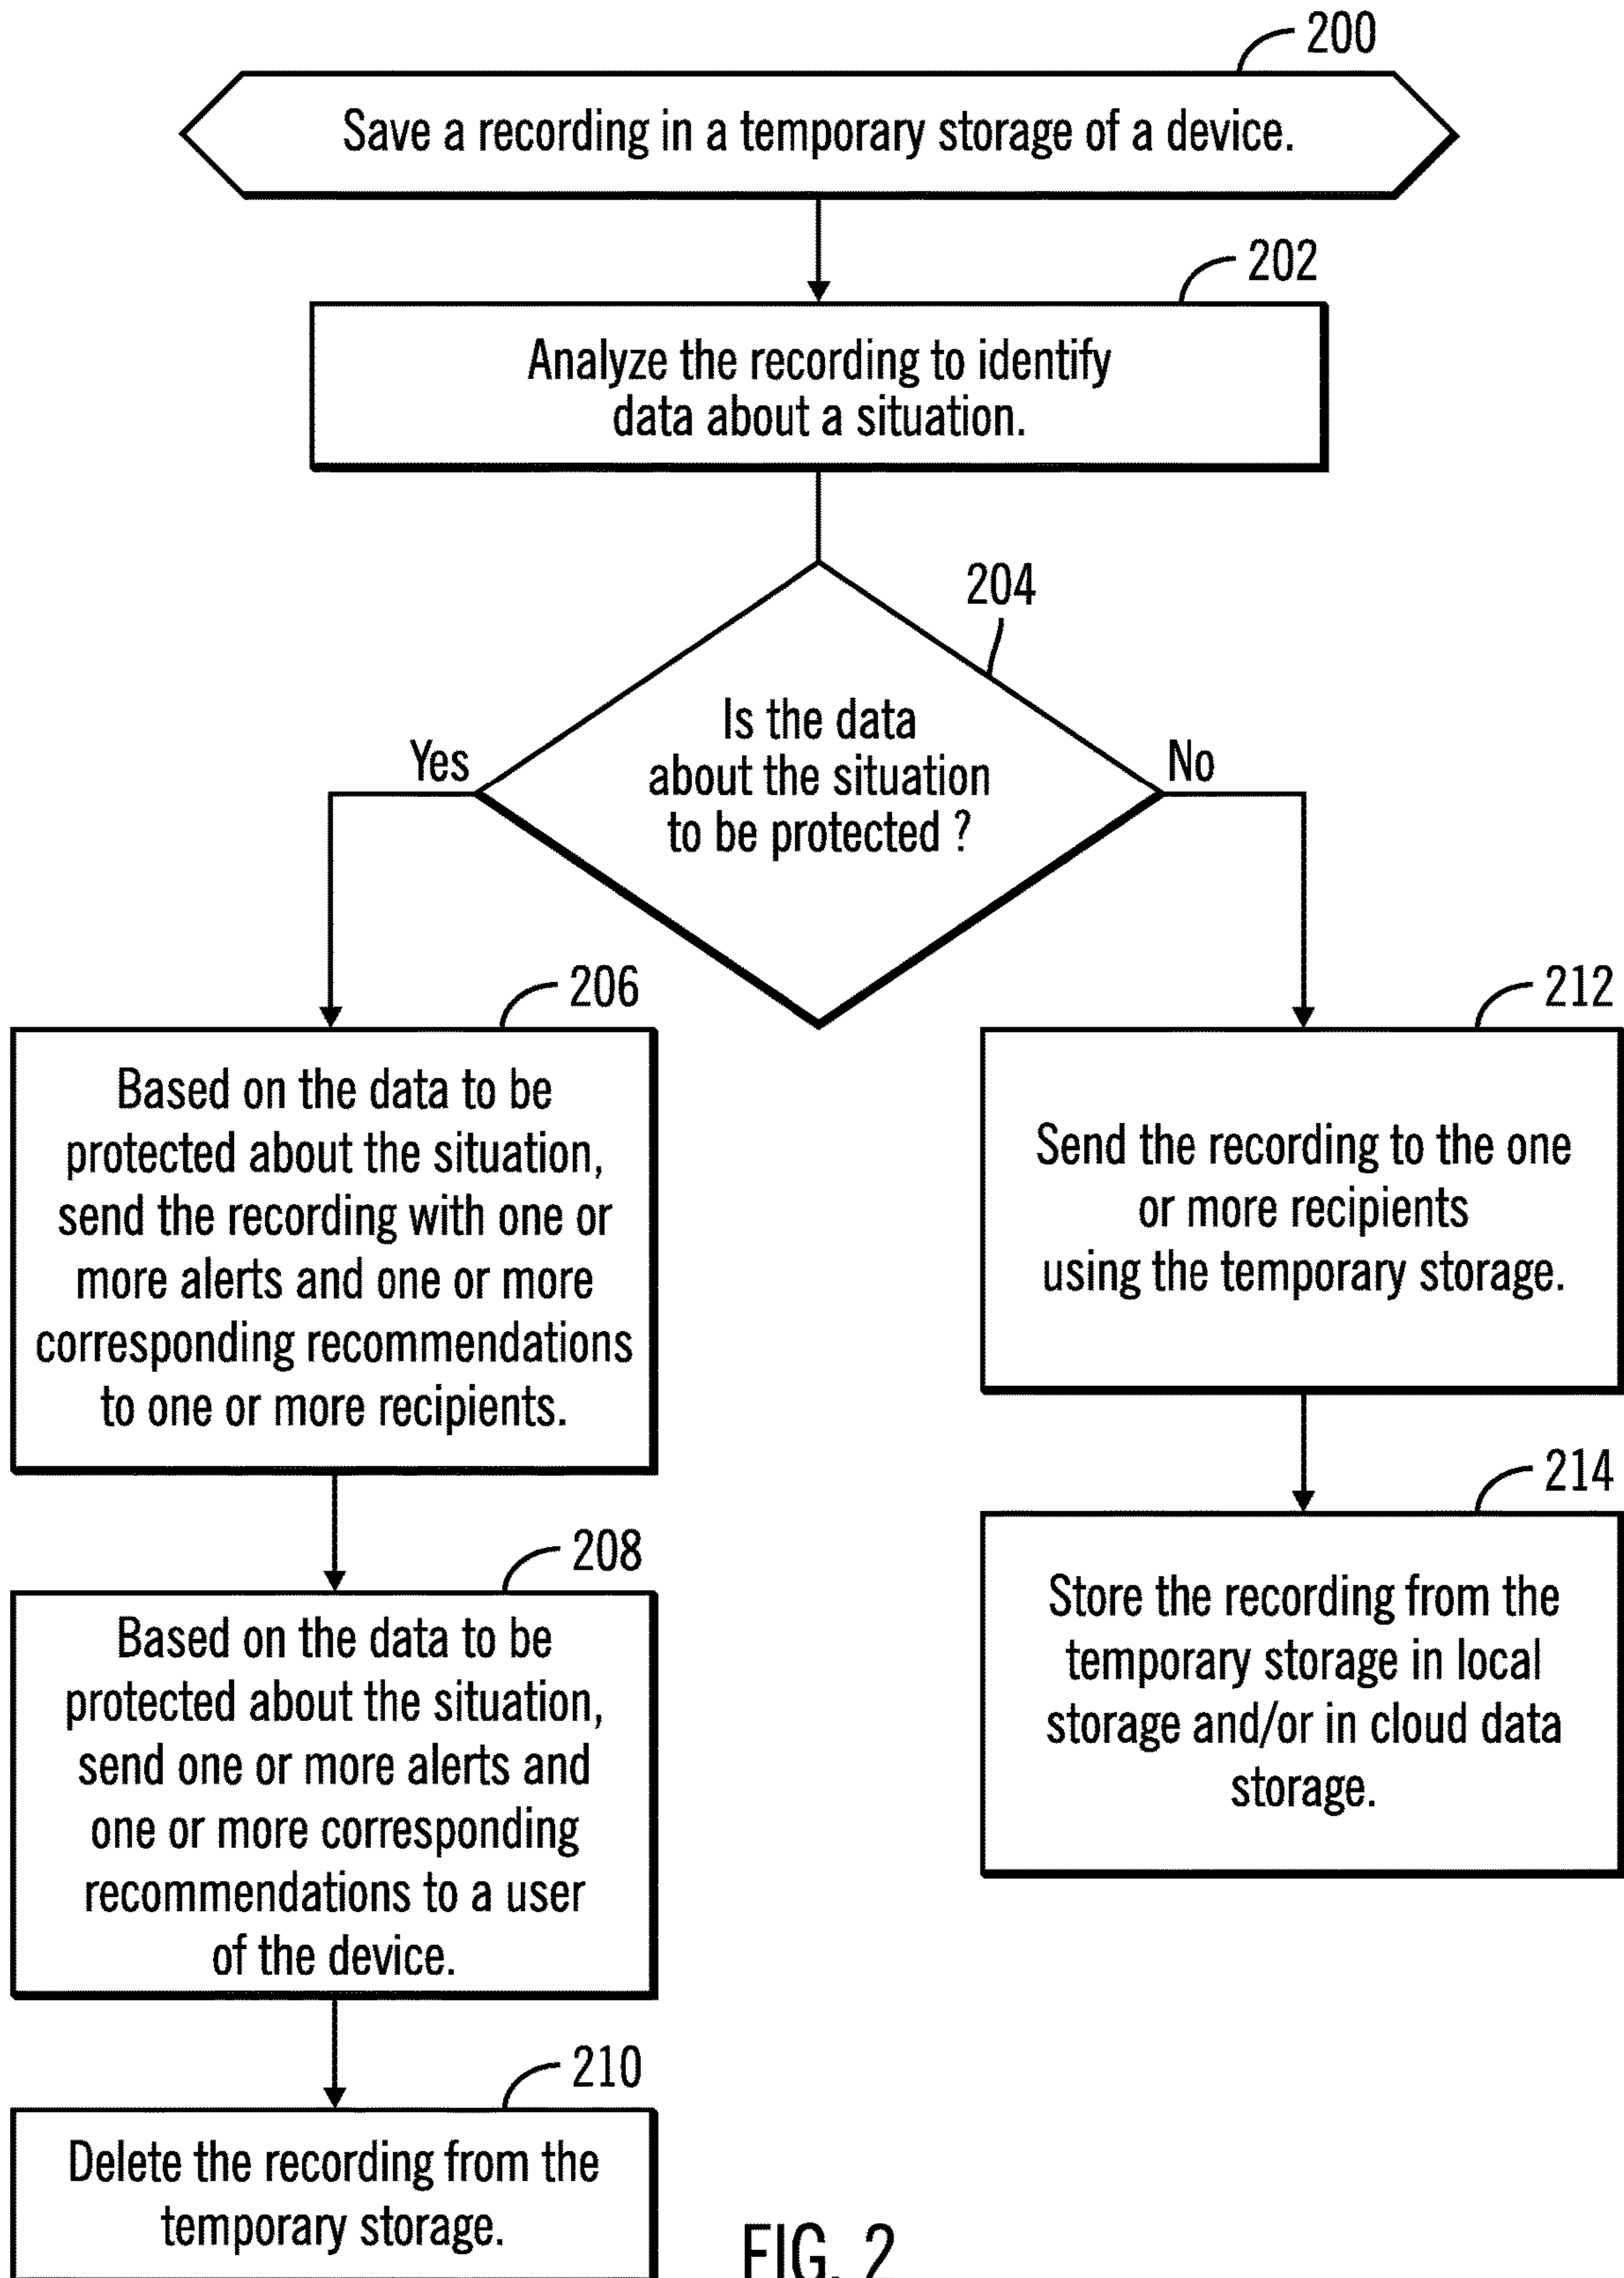 200
Save a recording in a temporary storage of a device.
202
Analyze the recording to identify
data about a situation.
204
Is the data
about the situation
to be protected ?
Yes
No
206
Based on the data to be
protected about the situation,
send the recording with one or
more alerts and one or more
corresponding recommendations
to one or more recipients.
208
Based on the data to be
protected about the situation,
send one or more alerts and
one or more corresponding
recommendations to a user
of the device.
210
Delete the recording from the
temporary storage.
212
Send the recording to the one
or more recipients
using the temporary storage.
214
Store the recording from the
temporary storage in local
storage and/or in cloud data
storage.
FIG. 2